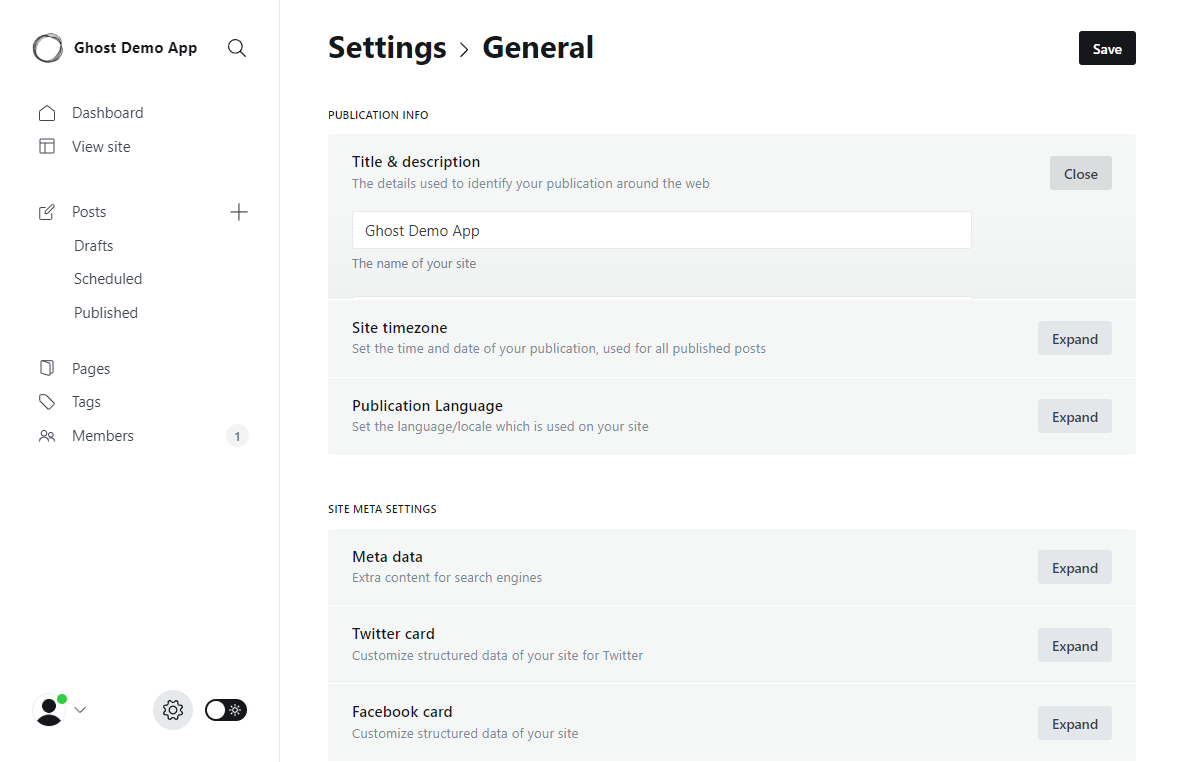 Ghost Demo App
Dashboard
View site
Posts
Drafts
Scheduled
Published
Pages
Tags
Members 1
Settings > General
Save
PUBLICATION INFO
Title & description
The details used to identify your publication around the web
Close
Ghost Demo App
The name of your site
Site timezone
Set the time and date of your publication, used for all published posts
Expand
Publication Language
Set the language/locale which is used on your site
Expand
SITE META SETTINGS
Meta data
Extra content for search engines
Expand
Twitter card
Customize structured data of your site for Twitter
Expand
Facebook card
Customize structured data of your site
Expand